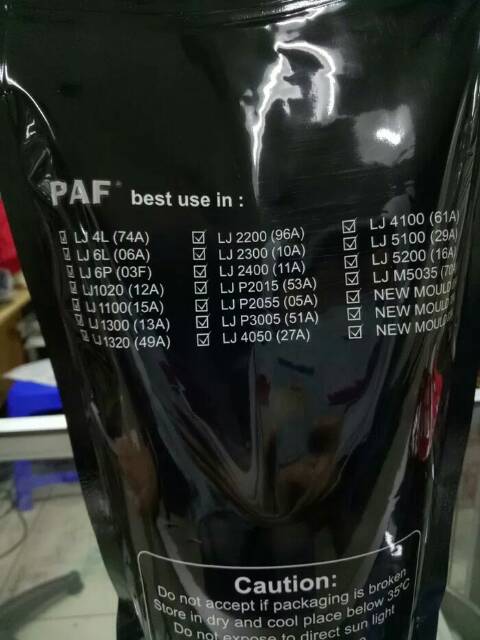 PAF® best use in :
LJ 4L (74A)
LJ 6L (06A)
LJ 6P (03F)
LJ1020 (12A)
LJ1100(15A)
LJ1300 (13A)
LJ1320 (49A)
LJ 2200 (96A)
LJ 2300 (10A)
LJ 2400 (11A)
LJ P2015 (53A)
LJ P2055 (05A)
LJ P3005 (51A)
LJ 4050 (27A)
LJ 4100 (61A)
LJ 5100 (29A)
LJ 5200 (16A)
LJ M5035
NEW MOULD
NEW MOULD
Caution:
Do not accept if packaging is broken
Store in dry and cool place below 35°C
Do not expose to direct sun light